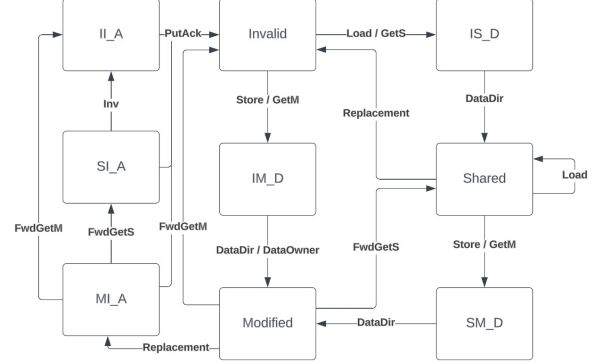 II_A
PutAck
Invalid
Load / GetS
IS_D
Inv
Store / GetM
Replacement
DataDir
SI_A
IM_D
Shared
Load
FwdGetM
FwdGetS
FwdGetM
DataDir / DataOwner
FwdGetS
Store / GetM
MI_A
Modified
DataDir
SM_D
Replacement